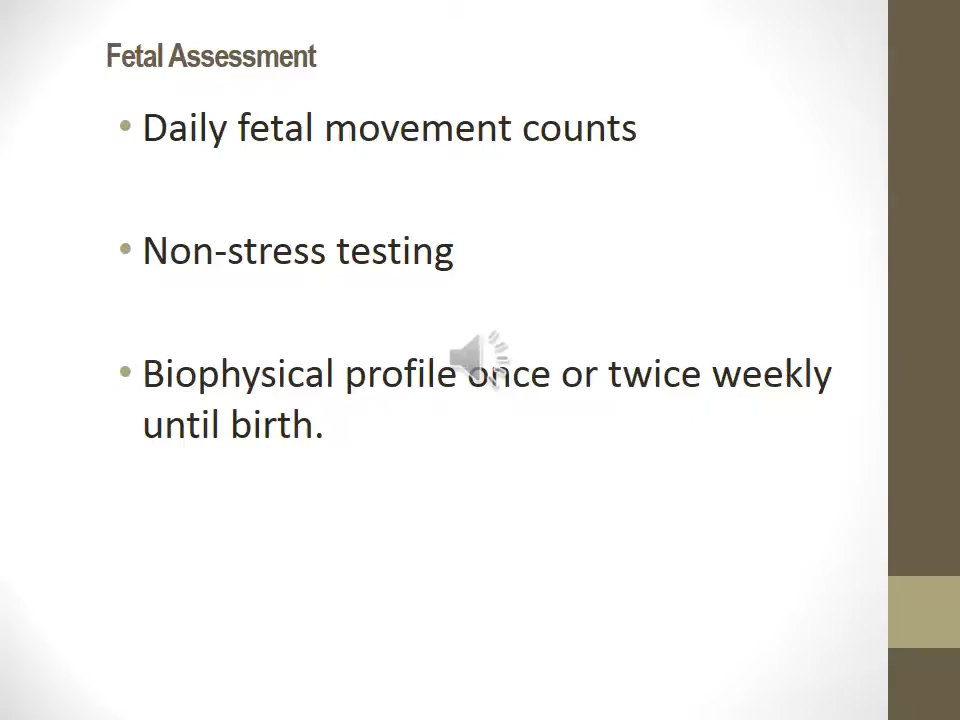 Fetal Assessment
• Daily fetal movement counts
• Non-stress testing
• Biophysical profile once or twice weekly
until birth.